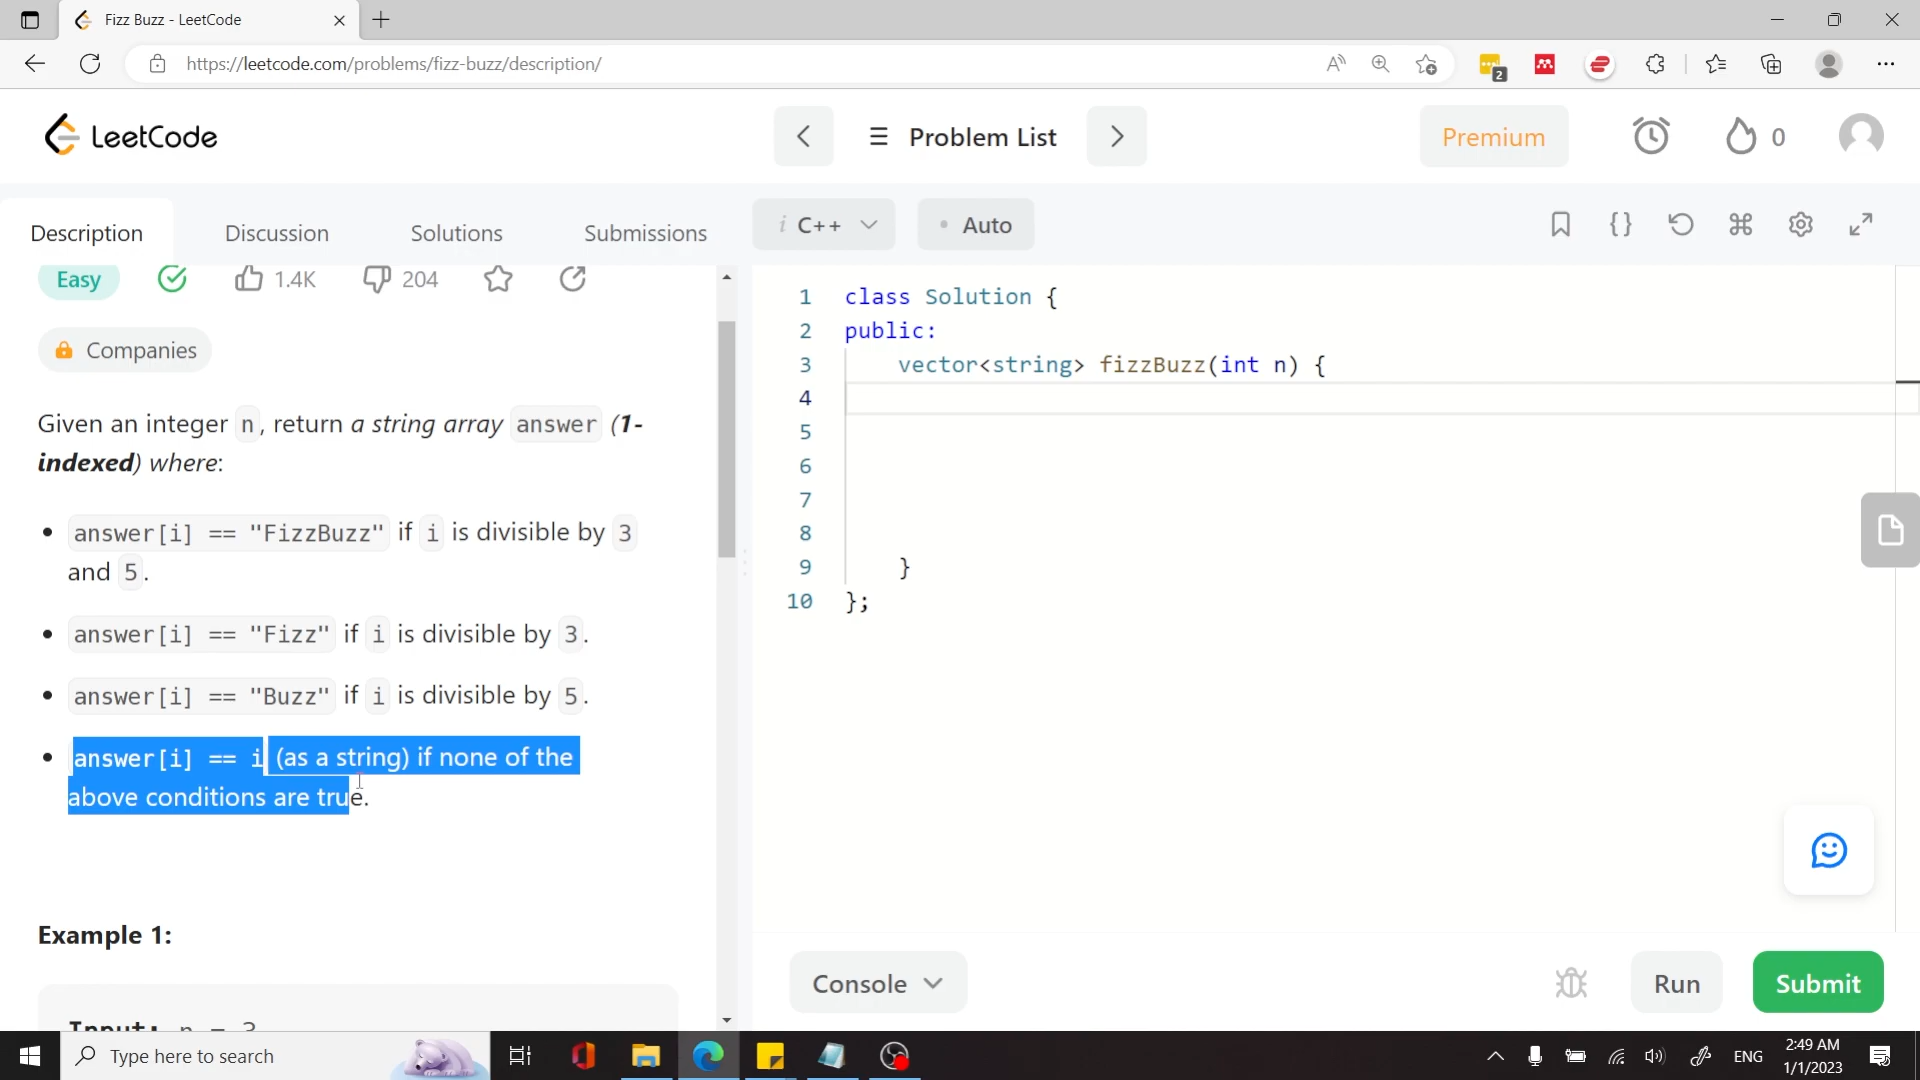 Fizz Buzz - LeetCode
https://leetcode.com/problems/fizz-buzz/description/
2
LeetCode
Problem List
Premium
0
Description
Discussion
Solutions
Submissions
i C++
Auto
Easy
1.4K
204
Companies
Given an integer n, return a string array answer (1-
indexed) where:
• answer[i] == "FizzBuzz" if i is divisible by 3
and 5.
• answer[i] == "Fizz" if i is divisible by 3.
• answer[i] == "Buzz" if i is divisible by 5.
• answer[i] == i (as a string) if none of the
above conditions are true.
Example 1:
Input: n = 3
1 class Solution {
2 public:
3 vector<string> fizzBuzz(int n) {
4
5
6
7
8
9 }
10 };
Console
Run
Submit
Type here to search
ENG
2:49 AM
1/1/2023